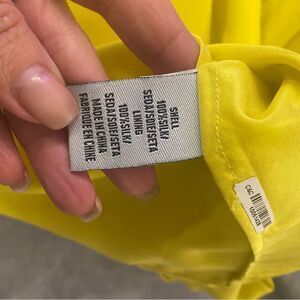 SHELL
100%SILK/
SEDA/SOIE/SETA
LINING
100%SILK/
SEDA/SOIE/SETA
MADE IN CHINA
FABRIQUE EN CHINE